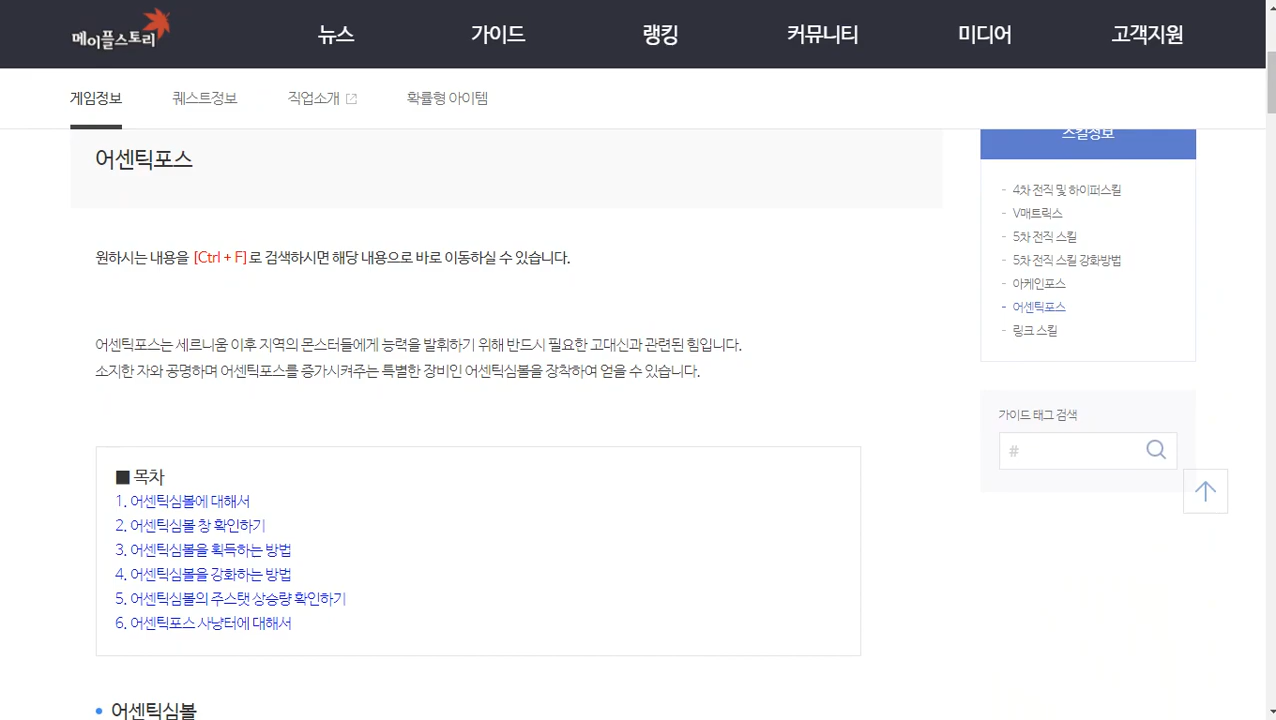 메이플스토리
뉴스
가이드
랭킹
커뮤니티
미디어
고객지원
게임정보
퀘스트정보
직업소개
확률형 아이템
어센틱포스
원하시는 내용을 [Ctrl + F]로 검색하시면 해당 내용으로 바로 이동하실 수 있습니다.
어센틱포스는 세르니움 이후 지역의 몬스터들에게 능력을 발휘하기 위해 반드시 필요한 고대신과 관련된 힘입니다.
소지한 자와 공명하며 어센틱포스를 증가시켜주는 특별한 장비인 어센틱심볼을 장착하여 얻을 수 있습니다.
■ 목차
1. 어센틱심볼에 대해서
2. 어센틱심볼 창 확인하기
3. 어센틱심볼을 획득하는 방법
4. 어센틱심볼을 강화하는 방법
5. 어센틱심볼의 주스탯 상승량 확인하기
6. 어센틱포스 사냥터에 대해서
• 어센틱심볼
스킬정보
- 4차 전직 및 하이퍼스킬
- V매트릭스
- 5차 전직 스킬
- 5차 전직 스킬 강화방법
- 아케인포스
- 어센틱포스
- 링크 스킬
가이드 태그 검색
#